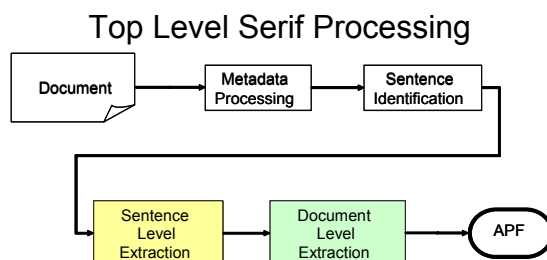 Top Level Serif Processing
Document
Metadata
Processing
Sentence
Identification
Sentence
Level
Extraction
Document
Level
Extraction
APF